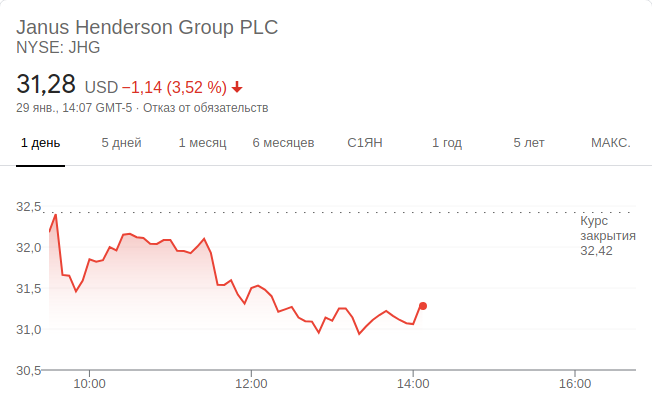 Janus Henderson Group PLC
NYSE: JHG
31,28 USD −1,14 (3,52 %)
29 янв., 14:07 GMT-5 · Отказ от обязательств
1 день 5 дней 1 месяц 6 месяцев С1ЯН 1 год 5 лет МАКС.
32,5
Курс
закрытия
32,42
32,0
31,5
31,0
30,5
10:00 12:00 14:00 16:00